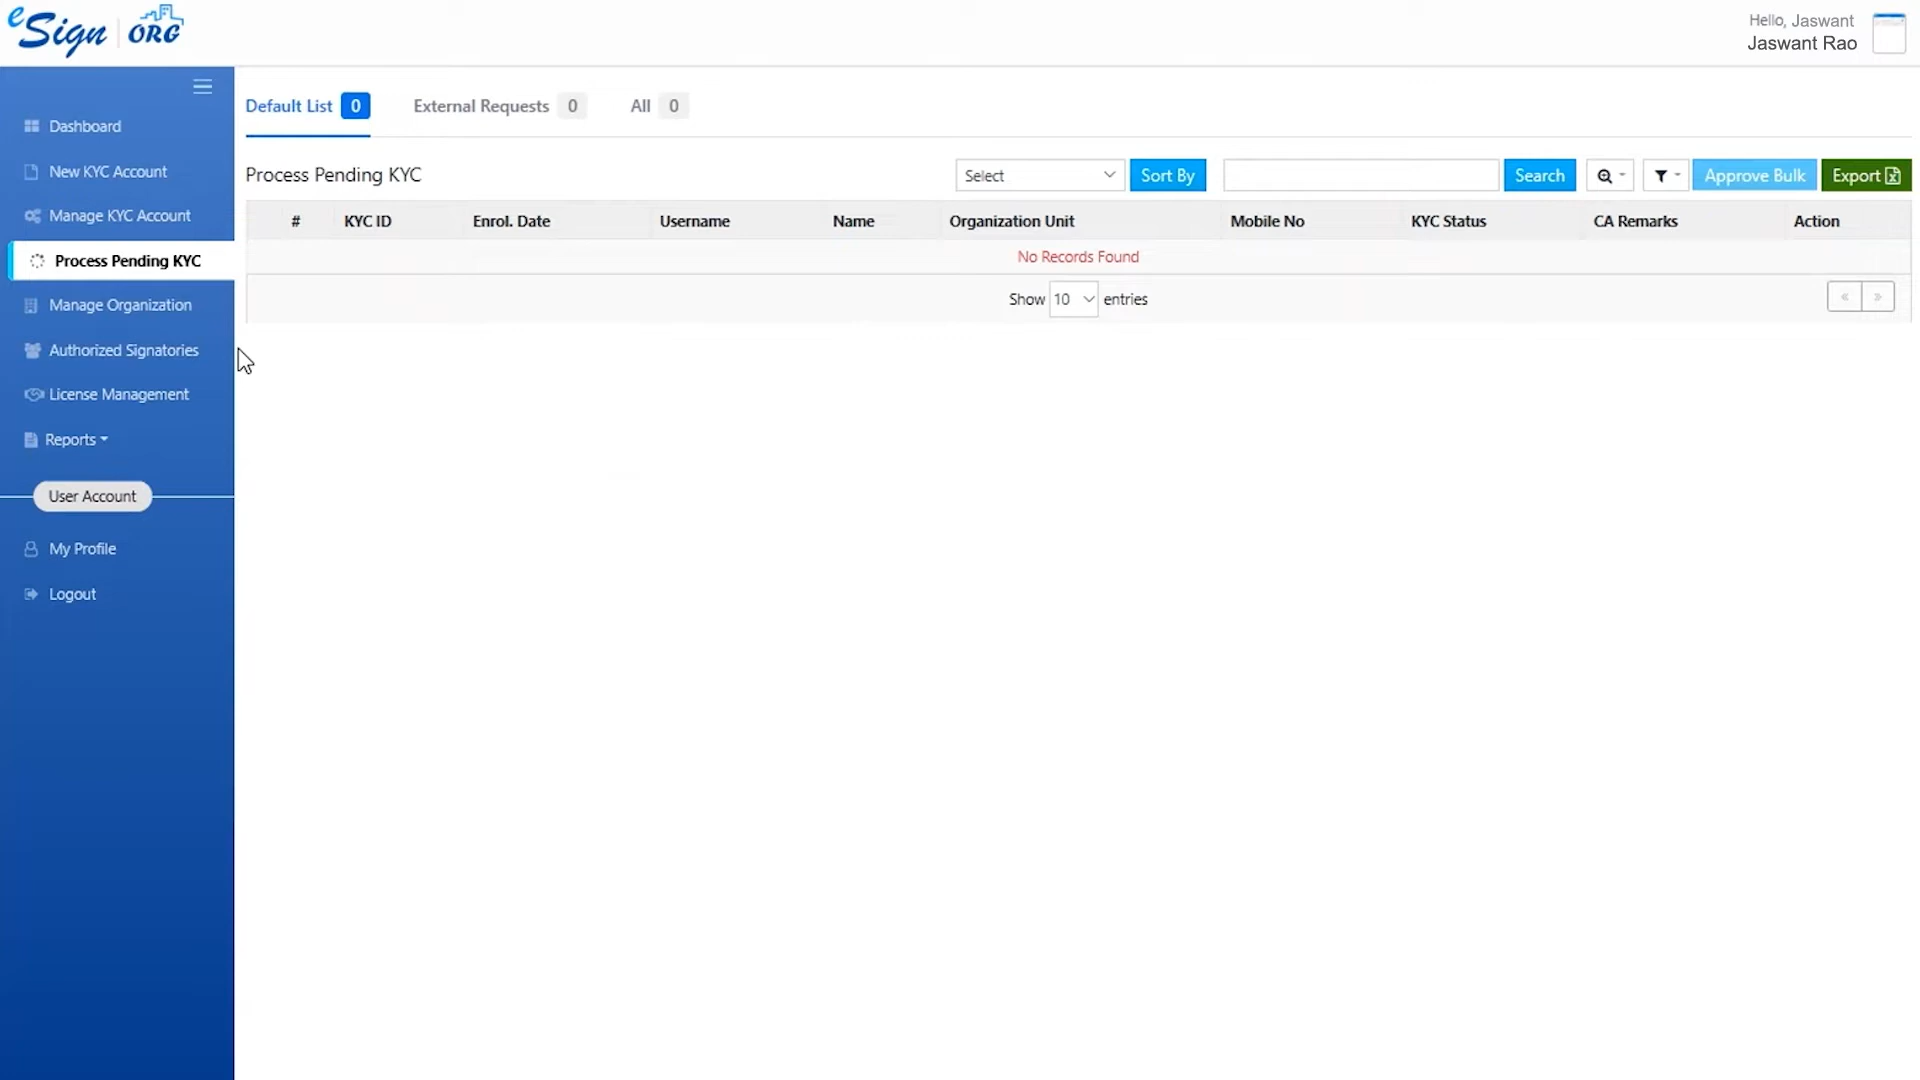 eSign | ORG
Hello, Jaswant
Jaswant Rao
Dashboard
New KYC Account
Manage KYC Account
Process Pending KYC
Manage Organization
Authorized Signatories
License Management
Reports
User Account
My Profile
Logout
Default List 0 External Requests 0 All 0
Process Pending KYC Select Sort By Search Approve Bulk Export
# KYC ID Enrol. Date Username Name Organization Unit Mobile No KYC Status CA Remarks Action
No Records Found
Show 10 entries « »